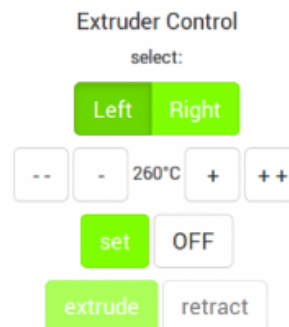 Extruder Control
select:
Left Right
-- - 260°C + ++
set OFF
extrude retract